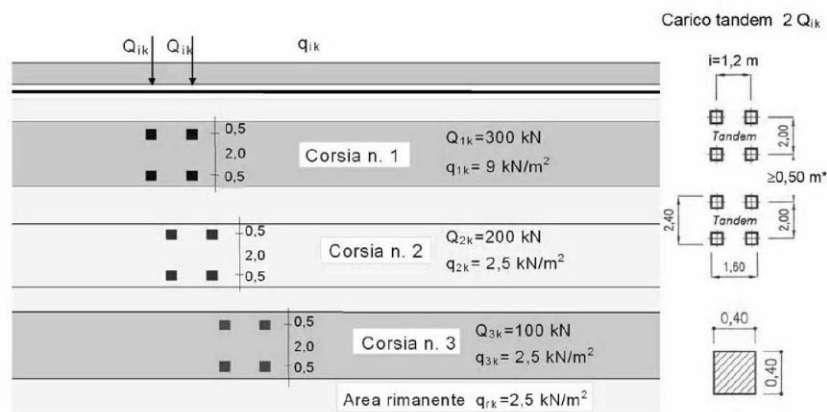 Carico tandem 2 Q_ik
Q_ik Q_ik q_ik
i=1,2 m
0,5
2,0
0,5
Corsia n. 1
Q_1k=300 kN
q_1k= 9 kN/m²
Tandem
2,00
≥0,50 m*
0,5
2,0
0,5
Corsia n. 2
Q_2k=200 kN
q_2k= 2,5 kN/m²
2,40
Tandem
2,00
1,60
0,5
2,0
0,5
Corsia n. 3
Q_3k=100 kN
q_3k= 2,5 kN/m²
0,40
0,40
Area rimanente q_rk=2,5 kN/m²